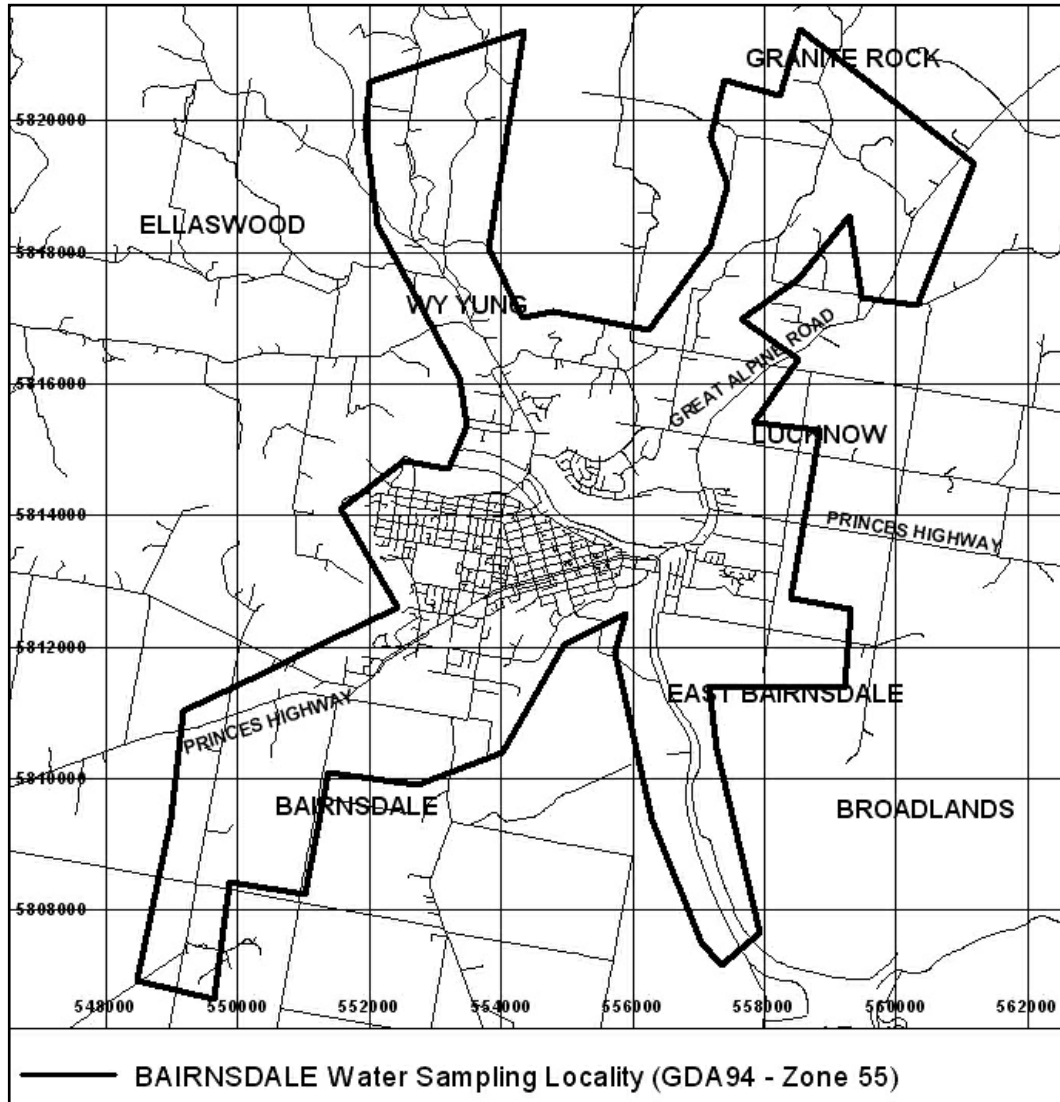 GRANITE ROCK
5820000
ELLASWOOD
5818000
WY YUNG
GREAT ALPINE ROAD
5816000
LUCKNOW
5814000
PRINCES HIGHWAY
5812000
EAST BAIRNSDALE
PRINCES HIGHWAY
5810000
BAIRNSDALE
BROADLANDS
5808000
548000 550000 552000 554000 556000 558000 560000 562000
BAIRNSDALE Water Sampling Locality (GDA94 - Zone 55)